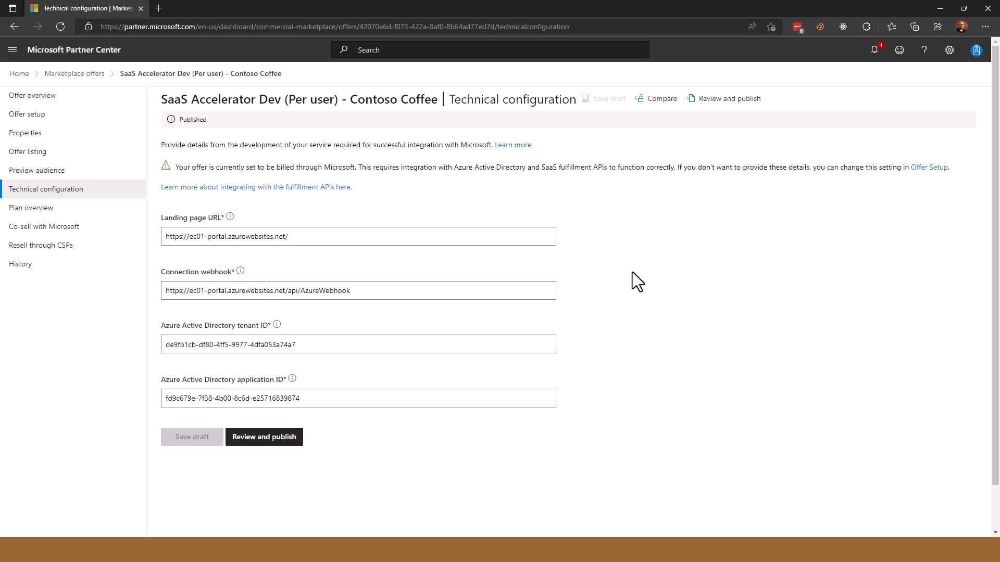 Technical configuration | Market
https://partner.microsoft.com/en-us/dashboard/commercial-marketplace/offers/42070e6d-f073-422a-8af0-8b64ad77ed7d/technicalconfiguration
8
Microsoft Partner Center
Search
1
Home > Marketplace offers > SaaS Accelerator Dev (Per user) - Contoso Coffee
Offer overview
Offer setup
Properties
Offer listing
Preview audience
Technical configuration
Plan overview
Co-sell with Microsoft
Resell through CSPs
History
SaaS Accelerator Dev (Per user) - Contoso Coffee | Technical configuration Save draft Compare Review and publish
Published
Provide details from the development of your service required for successful integration with Microsoft. Learn more
Your offer is currently set to be billed through Microsoft. This requires integration with Azure Active Directory and SaaS fulfillment APIs to function correctly. If you don't want to provide these details, you can change this setting in Offer Setup.
Learn more about integrating with the fulfillment APIs here.
Landing page URL*
https://ec01-portal.azurewebsites.net/
Connection webhook*
https://ec01-portal.azurewebsites.net/api/AzureWebhook
Azure Active Directory tenant ID*
de9fb1cb-df80-4ff5-9977-4dfa053a74a7
Azure Active Directory application ID*
fd9c679e-7f38-4b00-8c6d-e25716839874
Save draft Review and publish